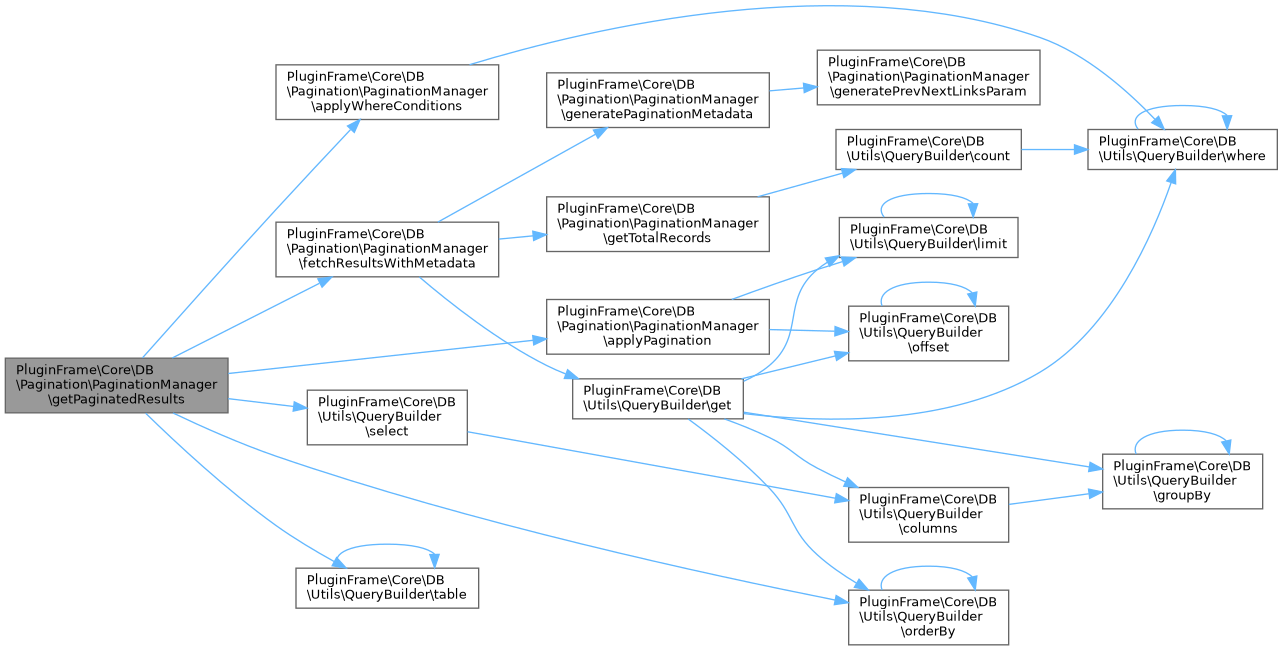 PluginFrame\Core\DB
\Pagination\PaginationManager
\getPaginatedResults
PluginFrame\Core\DB
\Pagination\PaginationManager
\applyWhereConditions
PluginFrame\Core\DB
\Pagination\PaginationManager
\fetchResultsWithMetadata
PluginFrame\Core\DB
\Utils\QueryBuilder
\select
PluginFrame\Core\DB
\Utils\QueryBuilder\table
PluginFrame\Core\DB
\Pagination\PaginationManager
\generatePaginationMetadata
PluginFrame\Core\DB
\Pagination\PaginationManager
\getTotalRecords
PluginFrame\Core\DB
\Pagination\PaginationManager
\applyPagination
PluginFrame\Core\DB
\Utils\QueryBuilder\get
PluginFrame\Core\DB
\Pagination\PaginationManager
\generatePrevNextLinksParam
PluginFrame\Core\DB
\Utils\QueryBuilder\count
PluginFrame\Core\DB
\Utils\QueryBuilder\limit
PluginFrame\Core\DB
\Utils\QueryBuilder
\offset
PluginFrame\Core\DB
\Utils\QueryBuilder
\columns
PluginFrame\Core\DB
\Utils\QueryBuilder
\orderBy
PluginFrame\Core\DB
\Utils\QueryBuilder\where
PluginFrame\Core\DB
\Utils\QueryBuilder
\groupBy